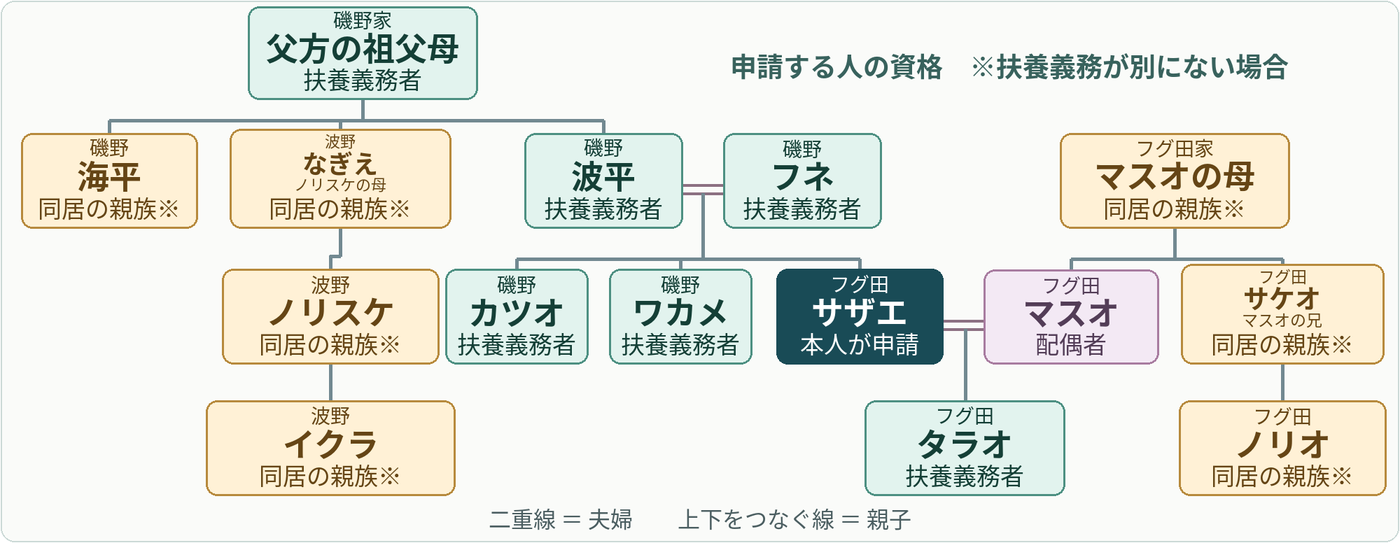 磯野家
父方の祖父母
扶養義務者
申請する人の資格　※扶養義務が別にない場合
磯野
海平
同居の親族※
波野
なぎえ
ノリスケの母
同居の親族※
磯野
波平
扶養義務者
磯野
フネ
扶養義務者
フグ田家
マスオの母
同居の親族※
波野
ノリスケ
同居の親族※
磯野
カツオ
扶養義務者
磯野
ワカメ
扶養義務者
フグ田
サザエ
本人が申請
フグ田
マスオ
配偶者
フグ田
サケオ
マスオの兄
同居の親族※
波野
イクラ
同居の親族※
フグ田
タラオ
扶養義務者
フグ田
ノリオ
同居の親族※
二重線 ＝ 夫婦　　上下をつなぐ線 ＝ 親子